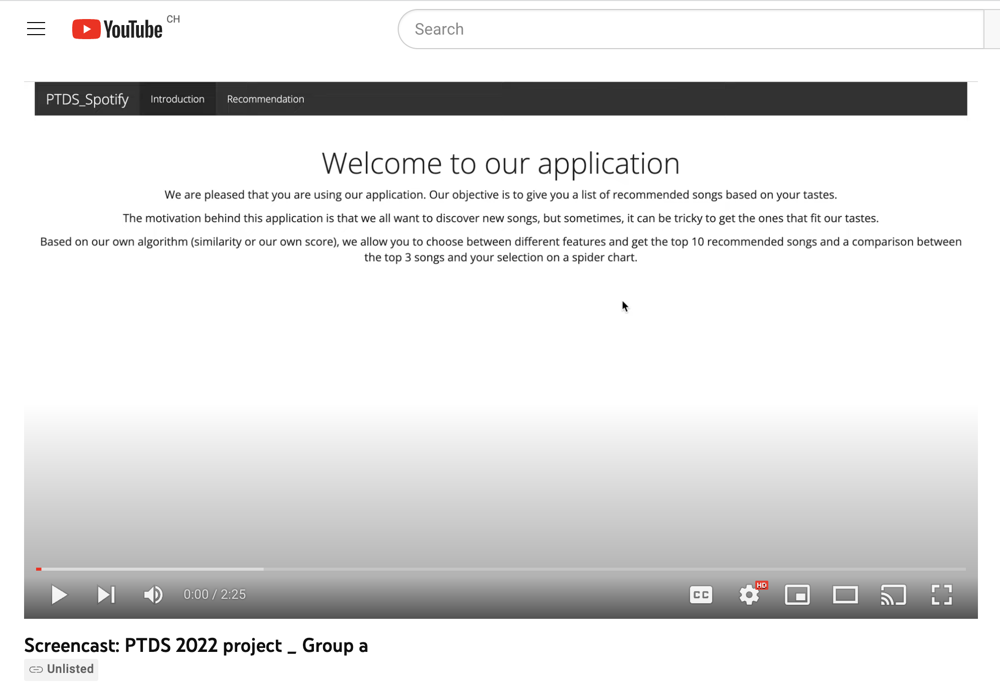 YouTube CH
Search
PTDS_Spotify Introduction Recommendation
Welcome to our application
We are pleased that you are using our application. Our objective is to give you a list of recommended songs based on your tastes.
The motivation behind this application is that we all want to discover new songs, but sometimes, it can be tricky to get the ones that fit our tastes.
Based on our own algorithm (similarity or our own score), we allow you to choose between different features and get the top 10 recommended songs and a comparison between
the top 3 songs and your selection on a spider chart.
0:00 / 2:25 CC HD
Screencast: PTDS 2022 project _ Group a
Unlisted